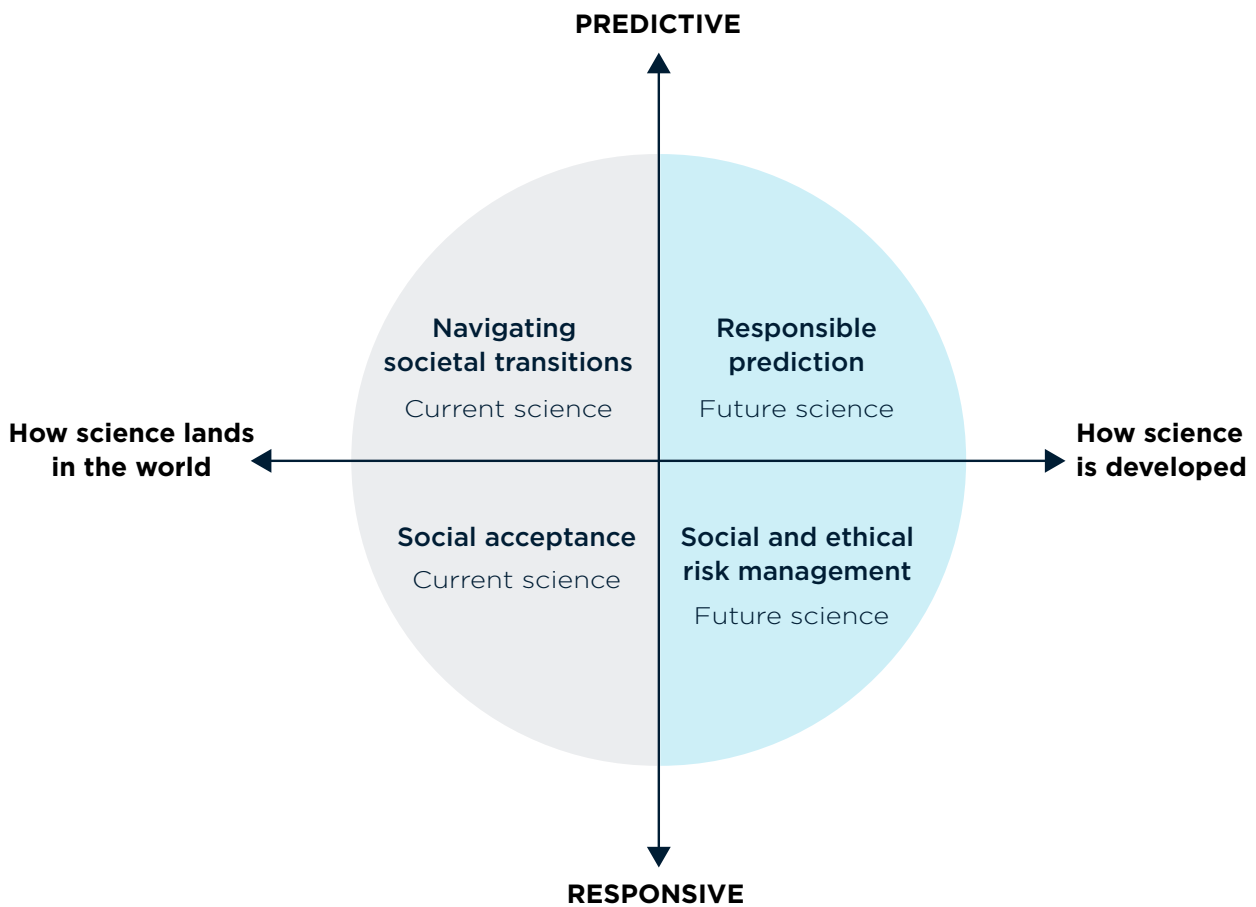 PREDICTIVE
Navigating
societal transitions
Current science
Responsible
prediction
Future science
How science lands
in the world
How science
is developed
Social acceptance
Current science
Social and ethical
risk management
Future science
RESPONSIVE